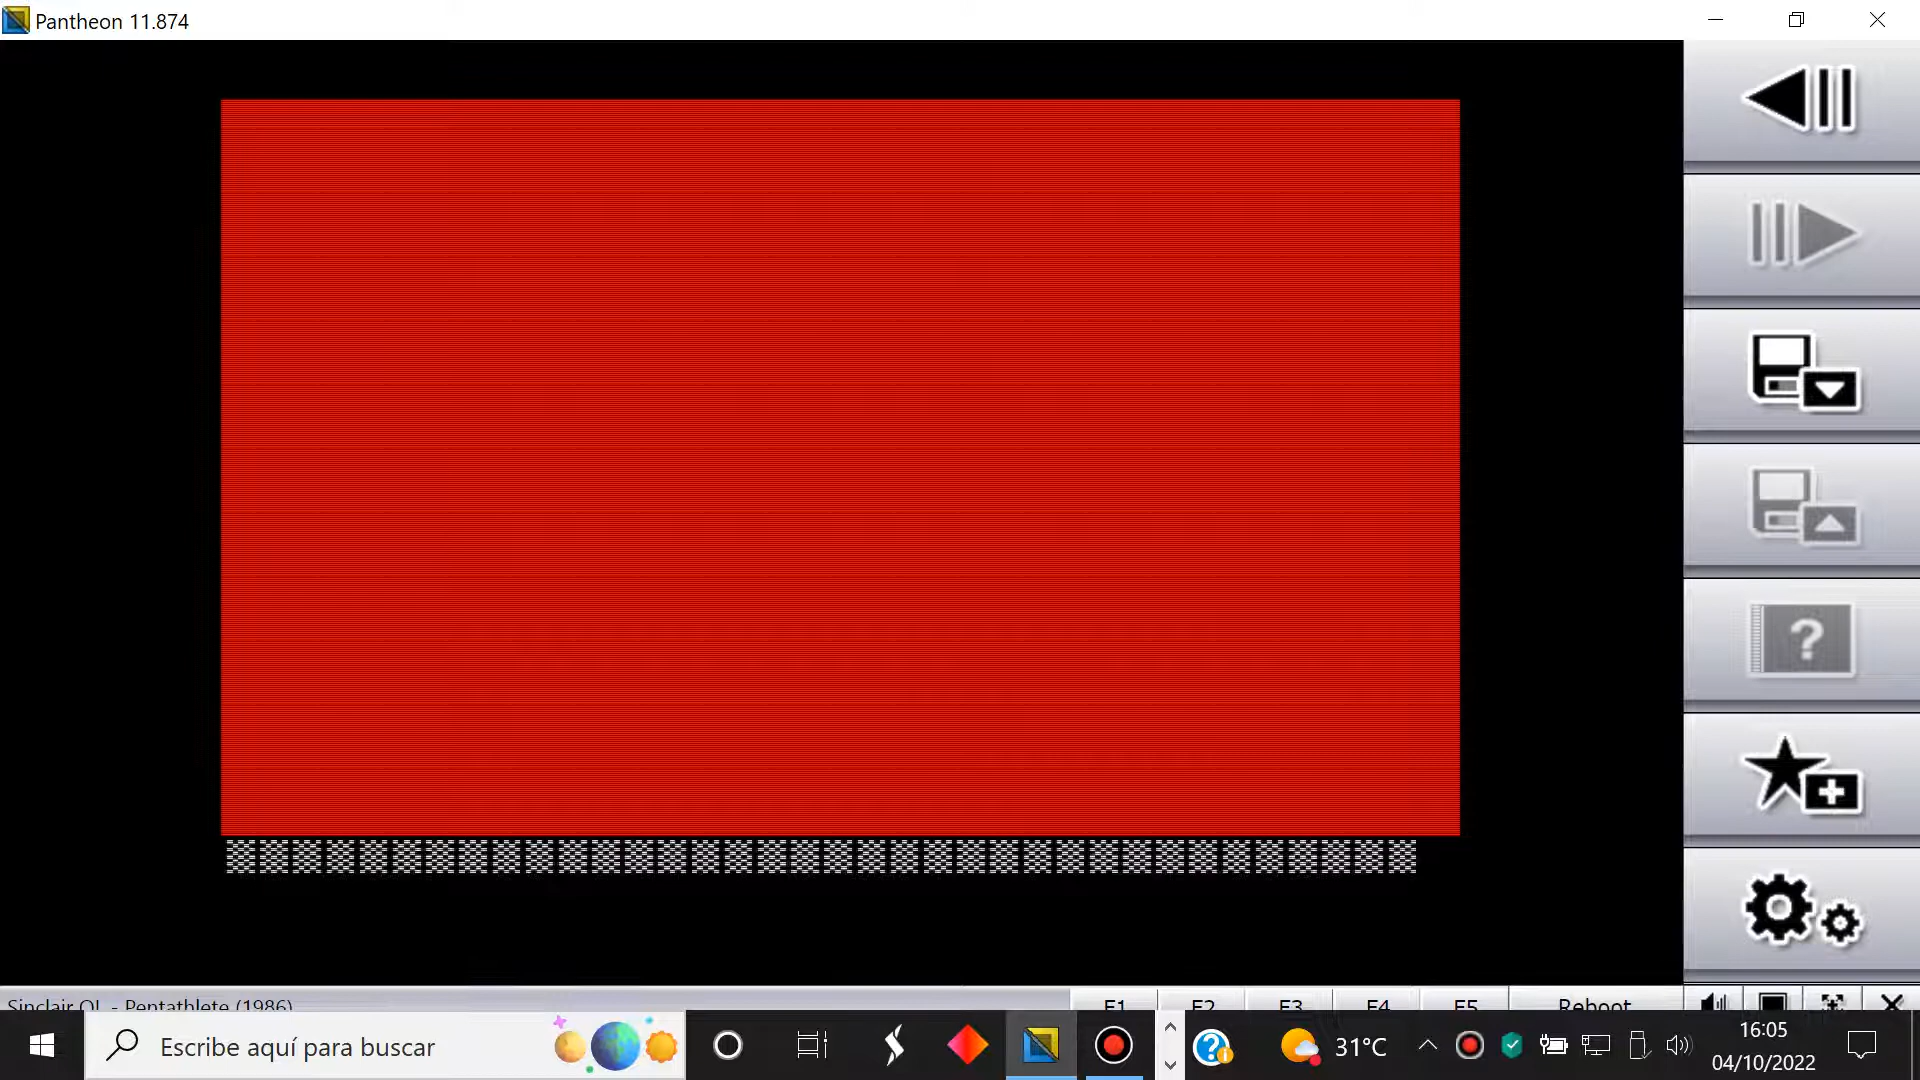 Pantheon 11.874
?
Sinclair QL - Pentathlete (1986)
F1 F2 F3 F4 F5 Reboot
Escribe aquí para buscar
31°C
16:05
04/10/2022